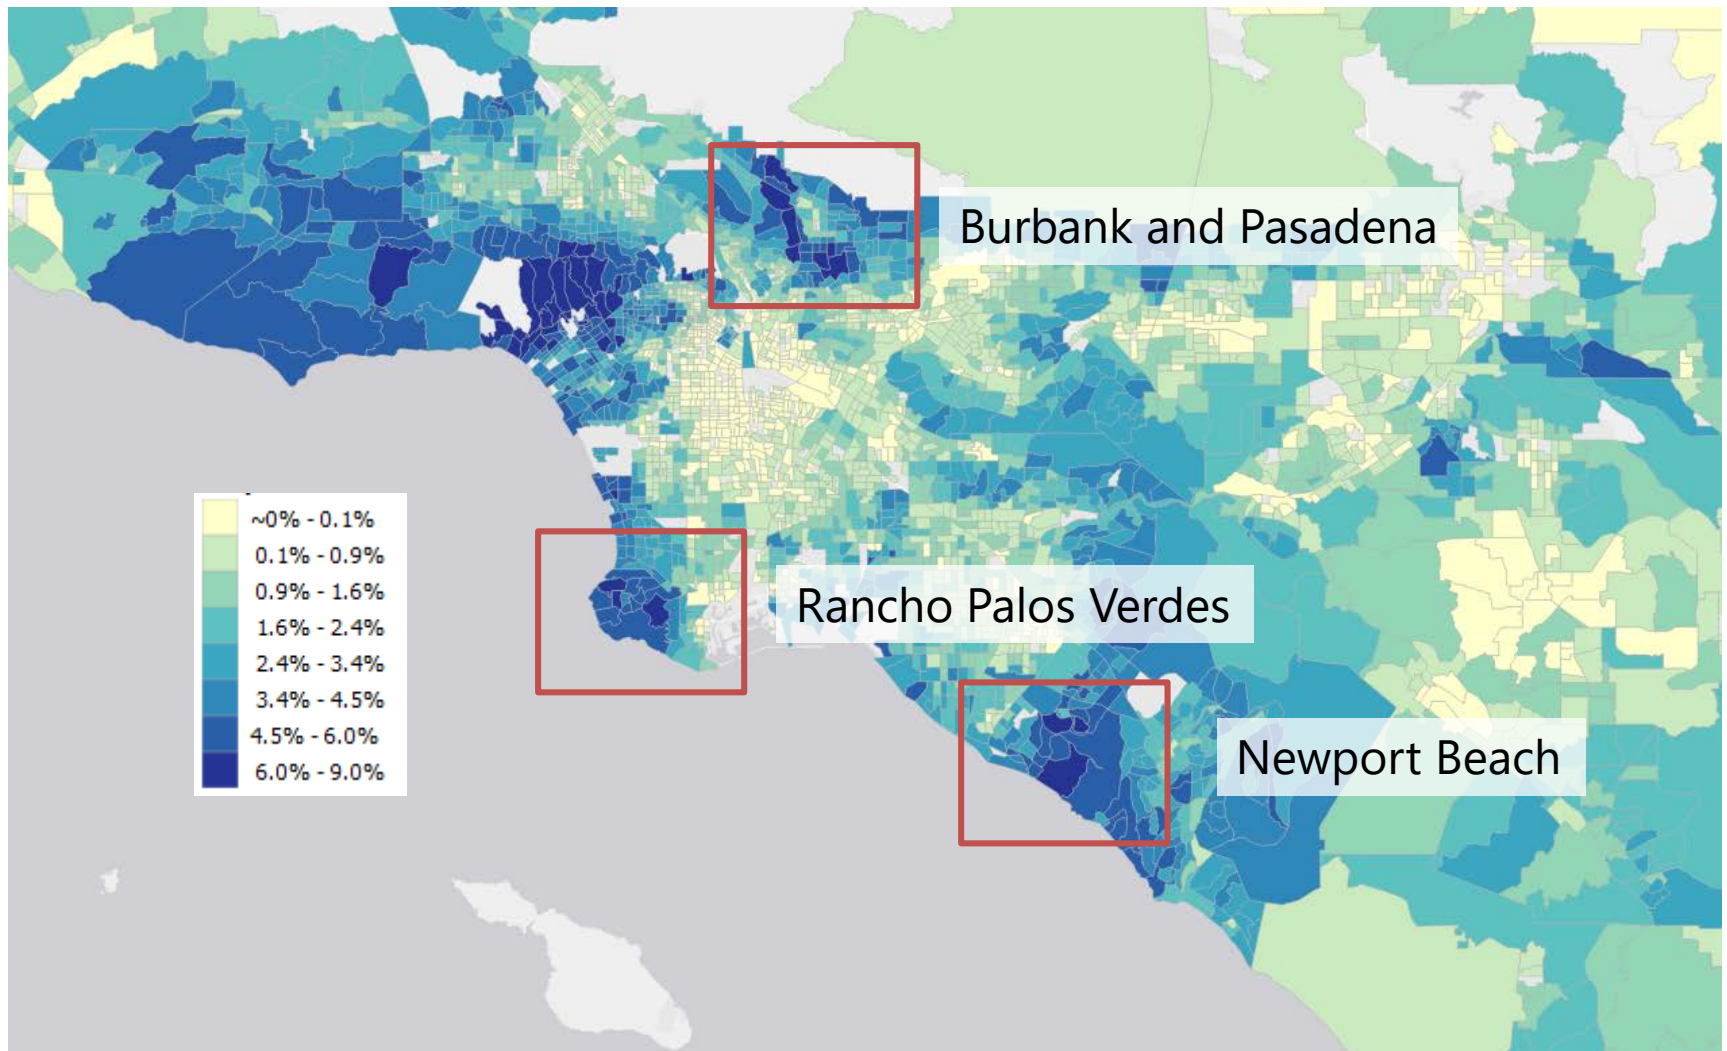 Burbank and Pasadena
~0% - 0.1%
0.1% - 0.9%
0.9% - 1.6%
1.6% - 2.4%
2.4% - 3.4%
3.4% - 4.5%
4.5% - 6.0%
6.0% - 9.0%
Rancho Palos Verdes
Newport Beach